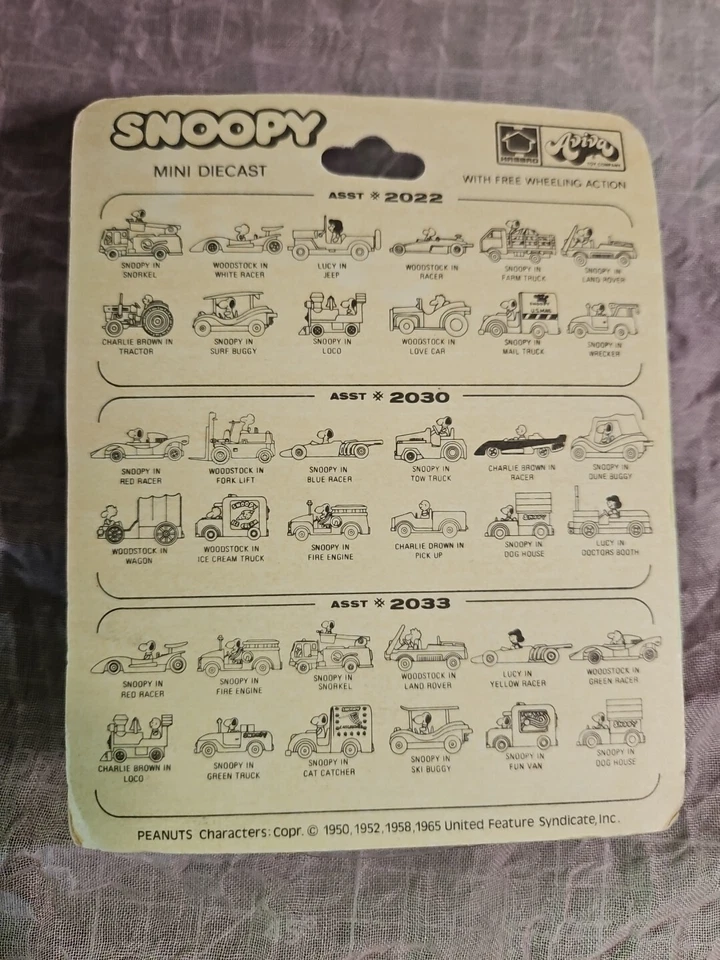 SNOOPY
MINI DIECAST
HASBRO
Aviva
TOY COMPANY
WITH FREE WHEELING ACTION
ASST ※ 2022
SNOOPY IN SNORKEL
WOODSTOCK IN WHITE RACER
LUCY IN JEEP
WOODSTOCK IN RACER
SNOOPY IN FARM TRUCK
SNOOPY IN LAND ROVER
CHARLIE BROWN IN TRACTOR
SNOOPY IN SURF BUGGY
SNOOPY IN LOCO
WOODSTOCK IN LOVE CAR
U.S. MAIL
SNOOPY IN MAIL TRUCK
SNOOPY IN WRECKER
ASST ※ 2030
SNOOPY IN RED RACER
WOODSTOCK IN FORK LIFT
SNOOPY IN BLUE RACER
SNOOPY IN TOW TRUCK
CHARLIE BROWN IN RACER
SNOOPY IN DUNE BUGGY
WOODSTOCK IN WAGON
WOODSTOCK IN ICE CREAM TRUCK
SNOOPY IN FIRE ENGINE
CHARLIE BROWN IN PICK UP
SNOOPY IN DOG HOUSE
LUCY IN DOCTORS BOOTH
ASST ※ 2033
SNOOPY IN RED RACER
SNOOPY IN FIRE ENGINE
SNOOPY IN SNORKEL
WOODSTOCK IN LAND ROVER
LUCY IN YELLOW RACER
WOODSTOCK IN GREEN RACER
CHARLIE BROWN IN LOCO
SNOOPY IN GREEN TRUCK
SNOOPY
SNOOPY IN CAT CATCHER
SNOOPY IN SKI BUGGY
SNOOPY IN FUN VAN
SNOOPY
SNOOPY IN DOG HOUSE
PEANUTS Characters: Copr. © 1950, 1952, 1958, 1965 United Feature Syndicate, Inc.